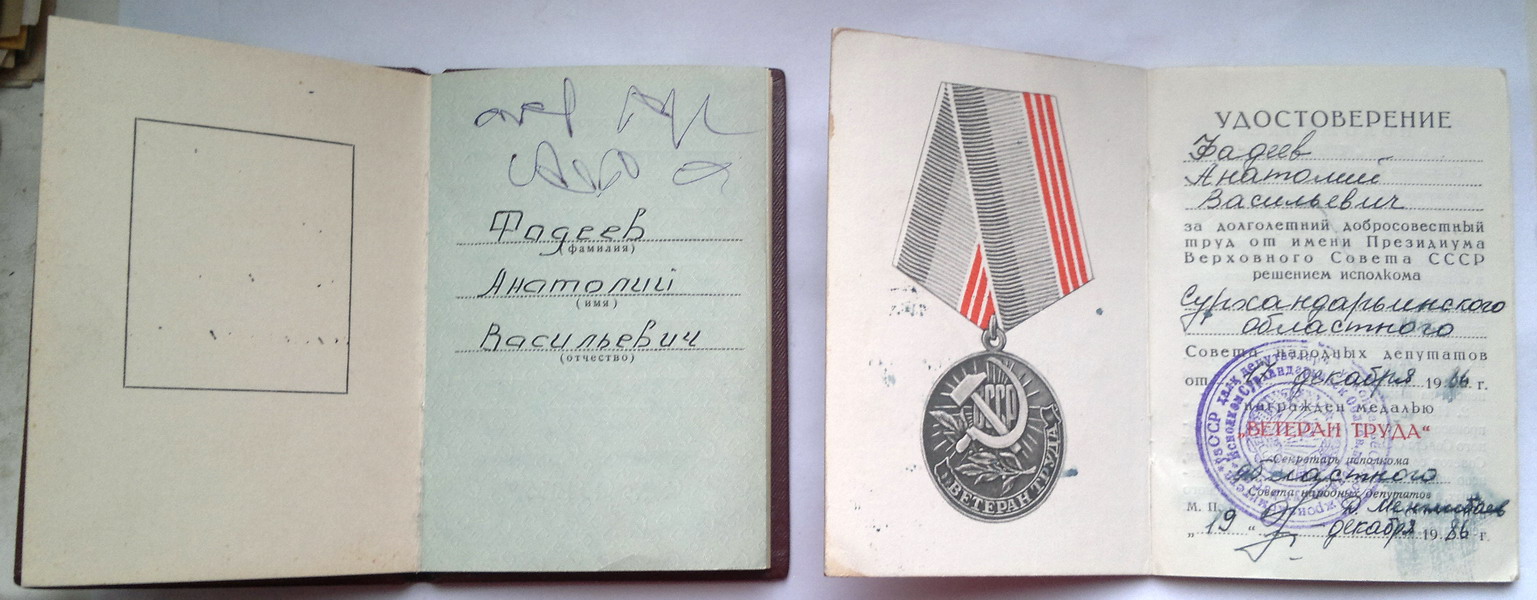 Фадеев
(фамилия)
Анатолий
(имя)
Васильевич
(отчество)
СССР
ВЕТЕРАН ТРУДА
УДОСТОВЕРЕНИЕ
Фадеев
Анатолий
Васильевич
за долголетний добросовестный
труд от имени Президиума
Верховного Совета СССР
решением исполкома
Сурхандарьинского
областного
Совета народных депутатов
от декабря 1986 г.
награжден медалью
„ВЕТЕРАН ТРУДА“
Секретарь исполкома
областного
Совета народных депутатов
М. П.
„19“ декабря 1986 г.